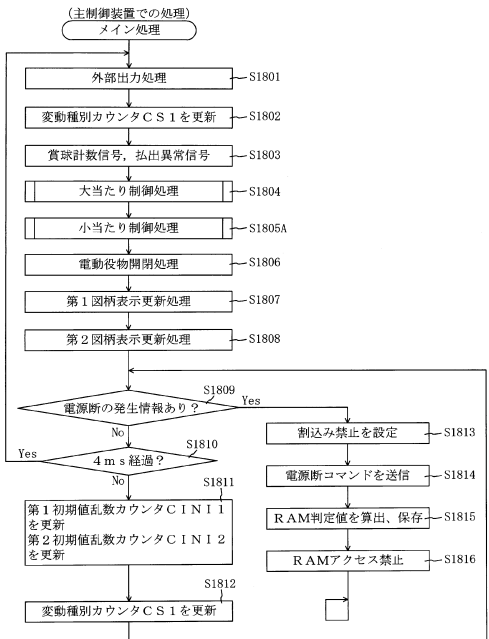 (主制御装置での処理)
メイン処理
外部出力処理
S1801
変動種別カウンタCS1を更新
S1802
賞球計数信号,払出異常信号
S1803
大当たり制御処理
S1804
小当たり制御処理
S1805A
電動役物開閉処理
S1806
第1図柄表示更新処理
S1807
第2図柄表示更新処理
S1808
S1809
電源断の発生情報あり?
Yes
No
S1810
Yes
4ms経過?
No
S1811
第1初期値乱数カウンタCINI1
を更新
第2初期値乱数カウンタCINI2
を更新
S1812
変動種別カウンタCS1を更新
割込み禁止を設定
S1813
電源断コマンドを送信
S1814
RAM判定値を算出、保存
S1815
RAMアクセス禁止
S1816